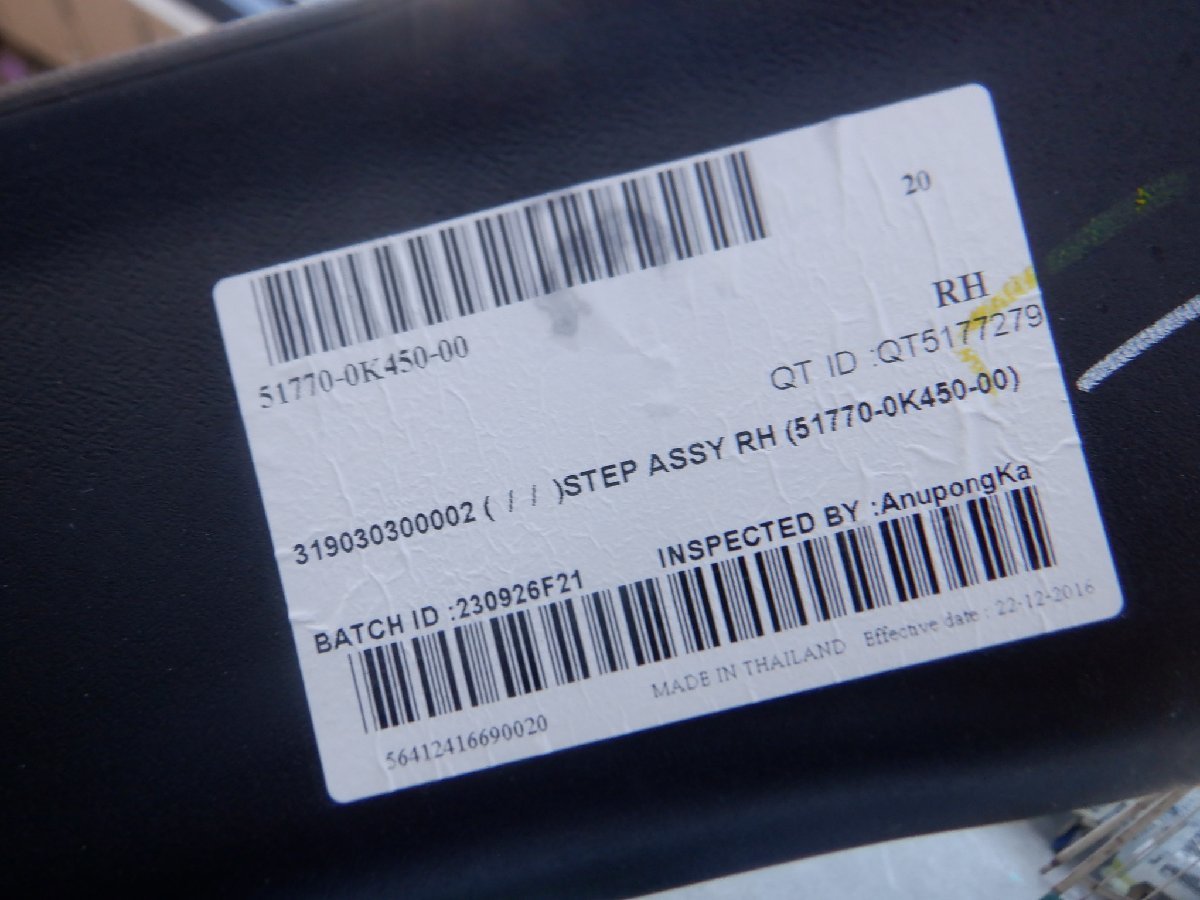 20
51770-0K450-00
RH
QT ID :QT5177279
319030300002 ( / / )STEP ASSY RH (51770-0K450-00)
BATCH ID :230926F21 INSPECTED BY :AnupongKa
56412416690020 MADE IN THAILAND Effective date : 22-12-2016